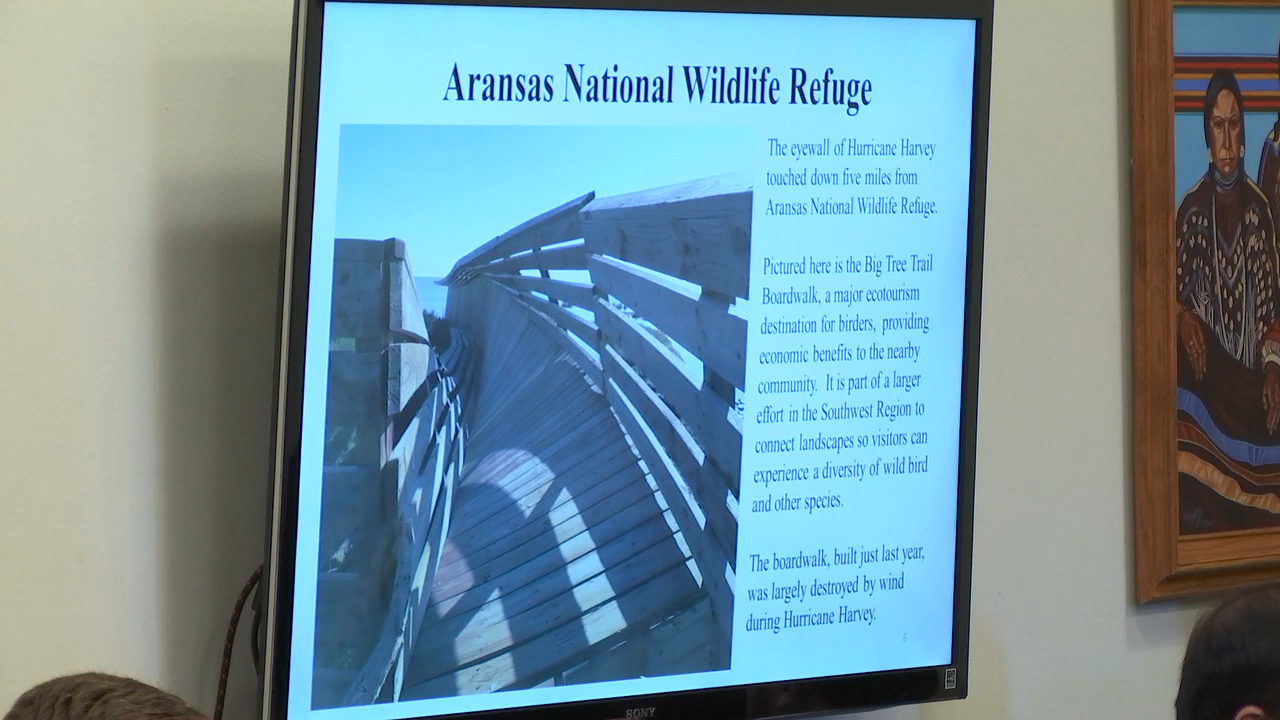 Aransas National Wildlife Refuge
The eyewall of Hurricane Harvey
touched down five miles from
Aransas National Wildlife Refuge.
Pictured here is the Big Tree Trail
Boardwalk, a major ecotourism
destination for birders, providing
economic benefits to the nearby
community. It is part of a larger
effort in the Southwest Region to
connect landscapes so visitors can
experience a diversity of wild bird
and other species.
The boardwalk, built just last year,
was largely destroyed by wind
during Hurricane Harvey.
6
SONY